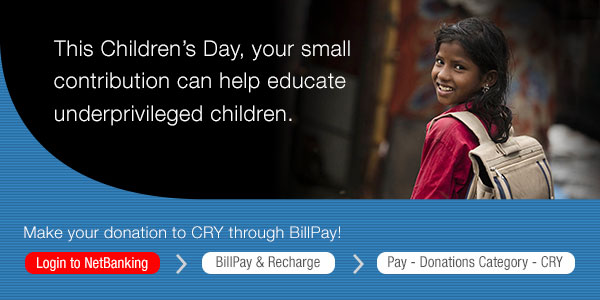 This Children’s Day, your small
contribution can help educate
underprivileged children.
Make your donation to CRY through BillPay!
Login to NetBanking
BillPay & Recharge
Pay - Donations Category - CRY